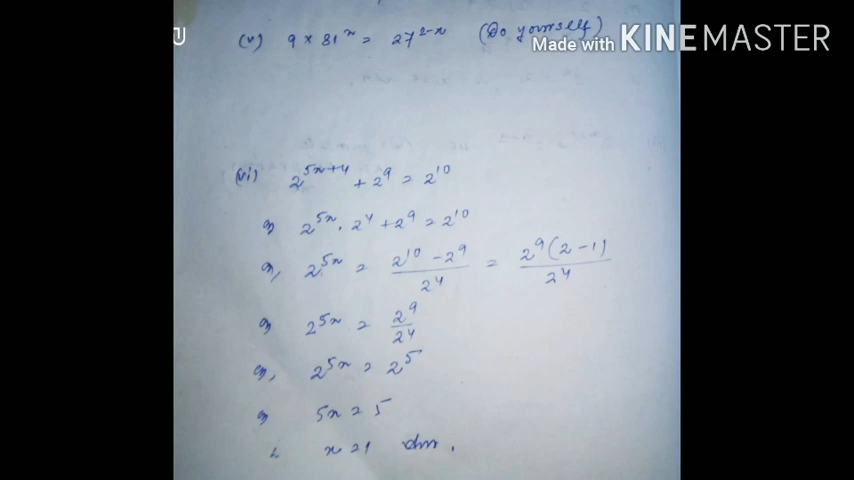 (v) 9 × 81^x = 27^2-x (Do yourself)
Made with KINEMASTER
(vi) 2^5x+4 + 2^9 = 2^10
2^5x . 2^4 + 2^9 = 2^10
2^5x = 2^10 - 2^9 / 2^4 = 2^9 (2 - 1) / 2^4
2^5x = 2^9 / 2^4
2^5x = 2^5
5x = 5
x = 1 Ans.